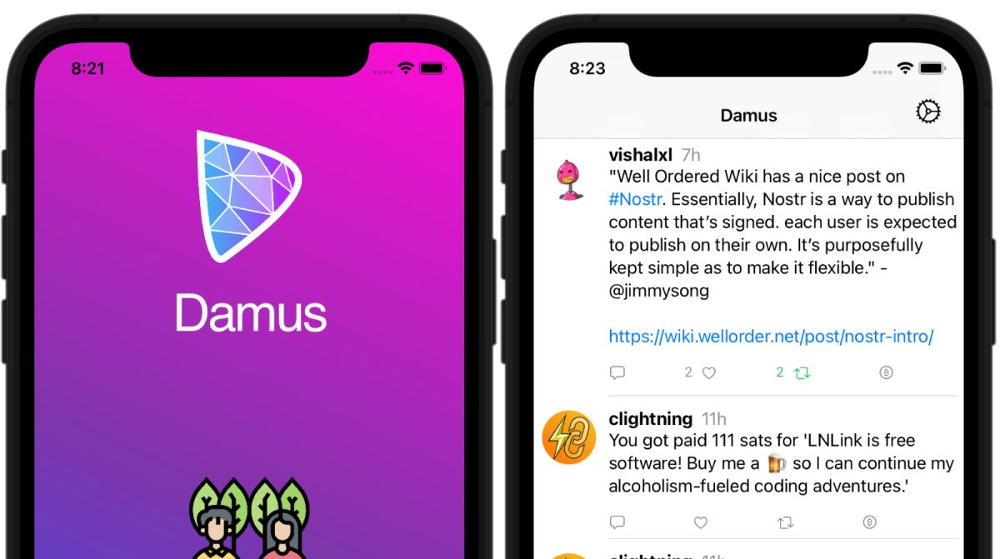 8:21
Damus
8:23
Damus
vishalxl 7h
"Well Ordered Wiki has a nice post on
#Nostr. Essentially, Nostr is a way to publish
content that’s signed. each user is expected
to publish on their own. It’s purposefully
kept simple as to make it flexible." -
@jimmysong
https://wiki.wellorder.net/post/nostr-intro/
2 2
clightning 11h
You got paid 111 sats for 'LNLink is free
software! Buy me a 🍺 so I can continue my
alcoholism-fueled coding adventures.'
clightning 11h